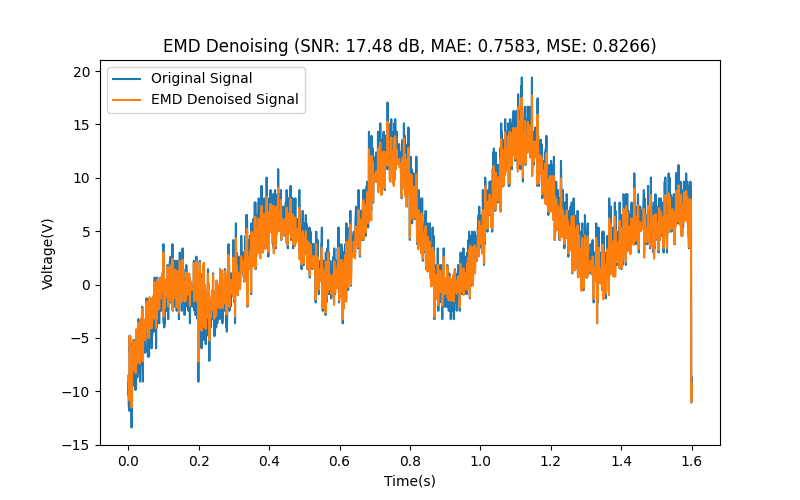 EMD Denoising (SNR: 17.48 dB, MAE: 0.7583, MSE: 0.8266)
Original Signal
EMD Denoised Signal
20
15
10
5
0
−5
−10
−15
Voltage(V)
0.0 0.2 0.4 0.6 0.8 1.0 1.2 1.4 1.6
Time(s)